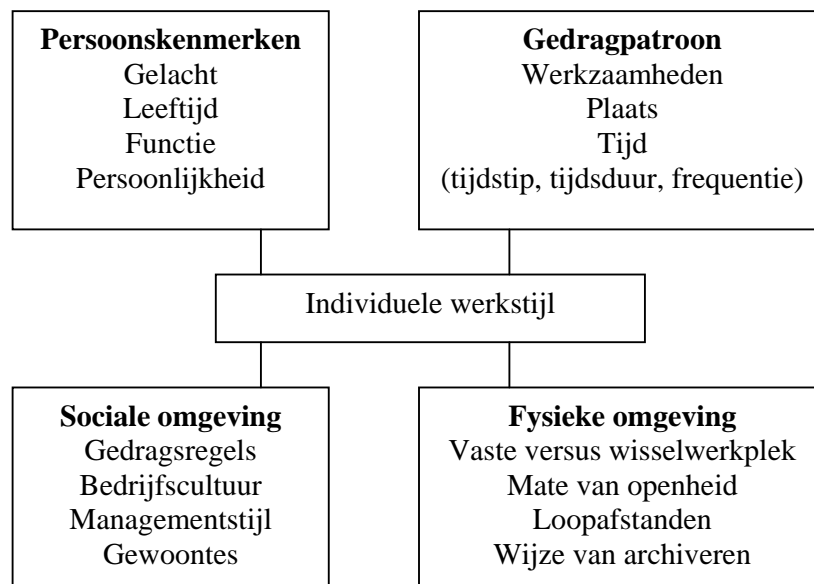 Persoonskenmerken
Gelacht
Leeftijd
Functie
Persoonlijkheid
Gedragpatroon
Werkzaamheden
Plaats
Tijd
(tijdstip, tijdsduur, frequentie)
Individuele werkstijl
Sociale omgeving
Gedragsregels
Bedrijfscultuur
Managementstijl
Gewoontes
Fysieke omgeving
Vaste versus wisselwerkplek
Mate van openheid
Loopafstanden
Wijze van archiveren